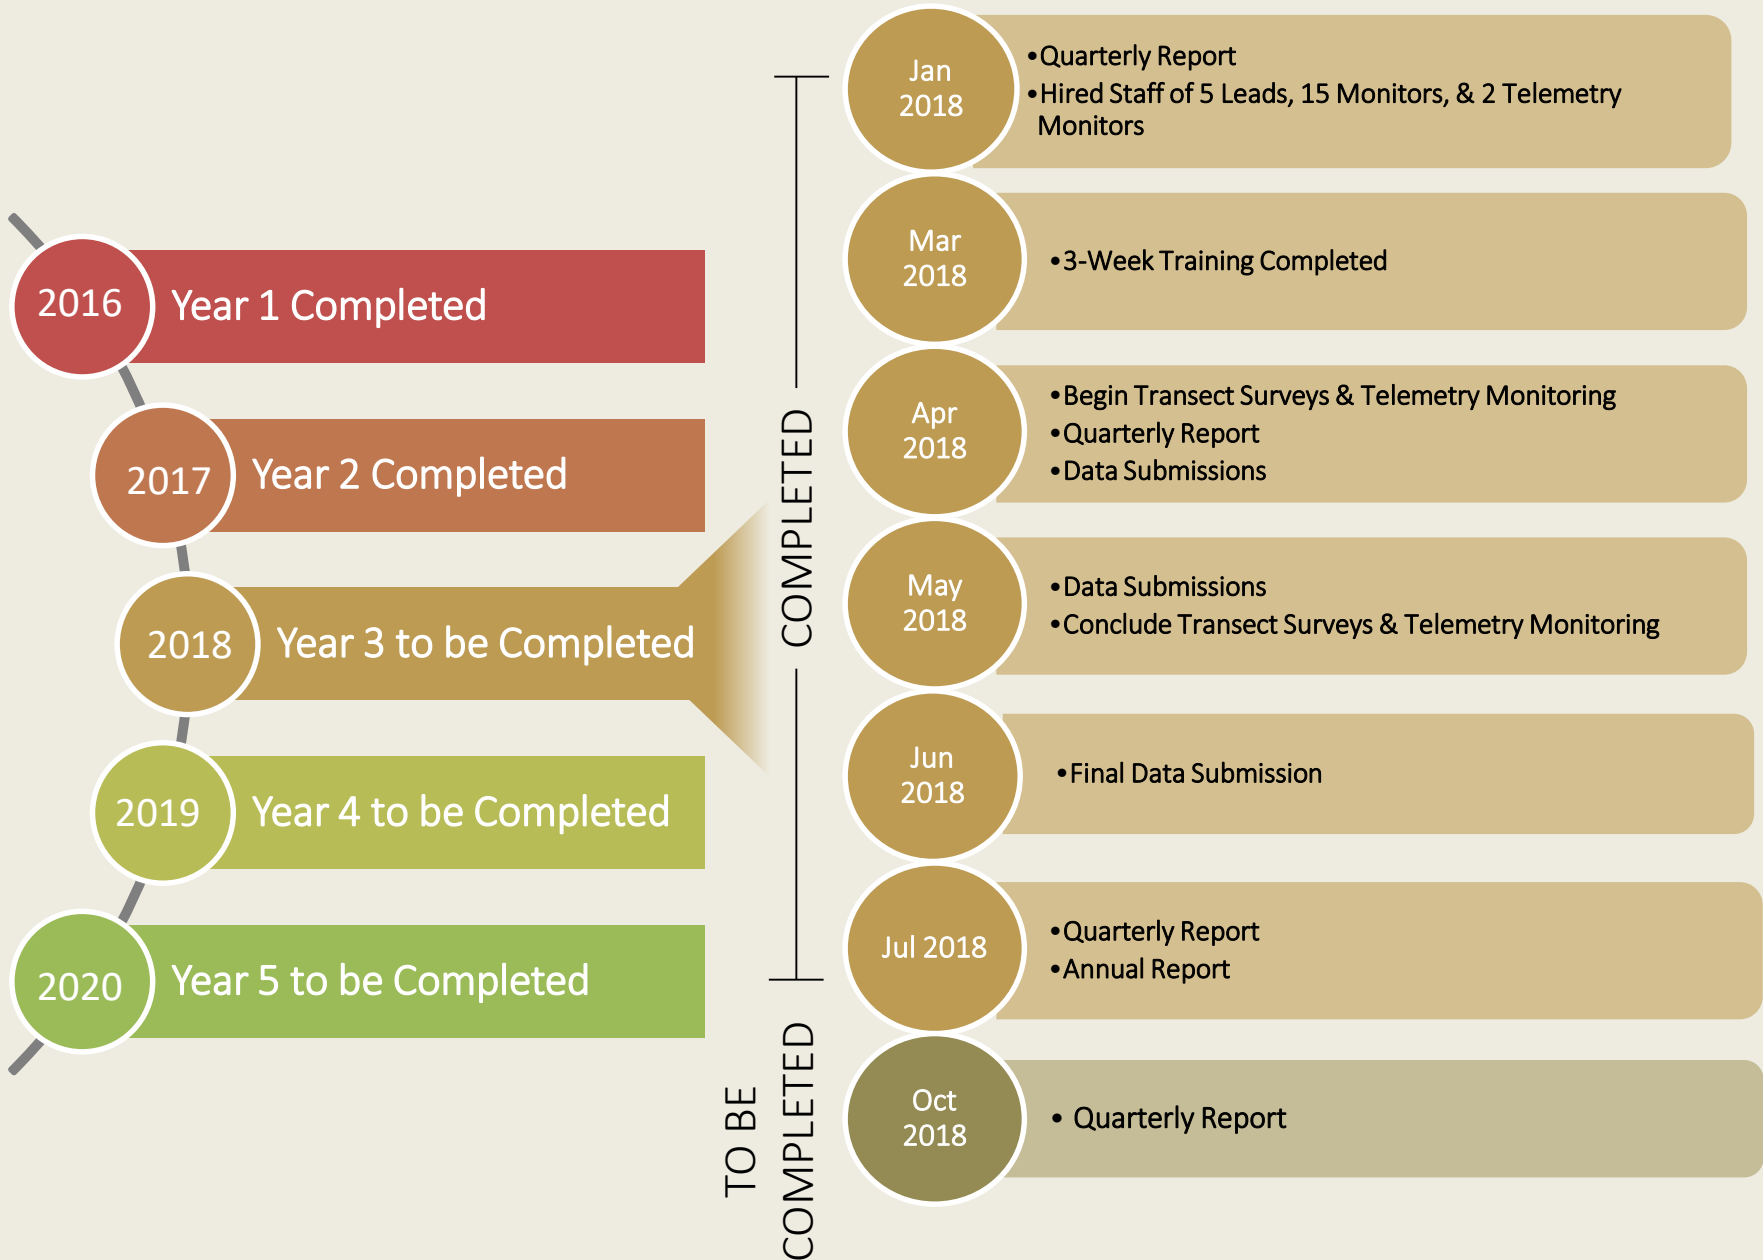 2016
Year 1 Completed
2017
Year 2 Completed
2018
Year 3 to be Completed
2019
Year 4 to be Completed
2020
Year 5 to be Completed
COMPLETED
TO BE
COMPLETED
Jan
2018
•Quarterly Report
•Hired Staff of 5 Leads, 15 Monitors, & 2 Telemetry
Monitors
Mar
2018
•3-Week Training Completed
Apr
2018
•Begin Transect Surveys & Telemetry Monitoring
•Quarterly Report
•Data Submissions
May
2018
•Data Submissions
•Conclude Transect Surveys & Telemetry Monitoring
Jun
2018
•Final Data Submission
Jul 2018
•Quarterly Report
•Annual Report
Oct
2018
• Quarterly Report